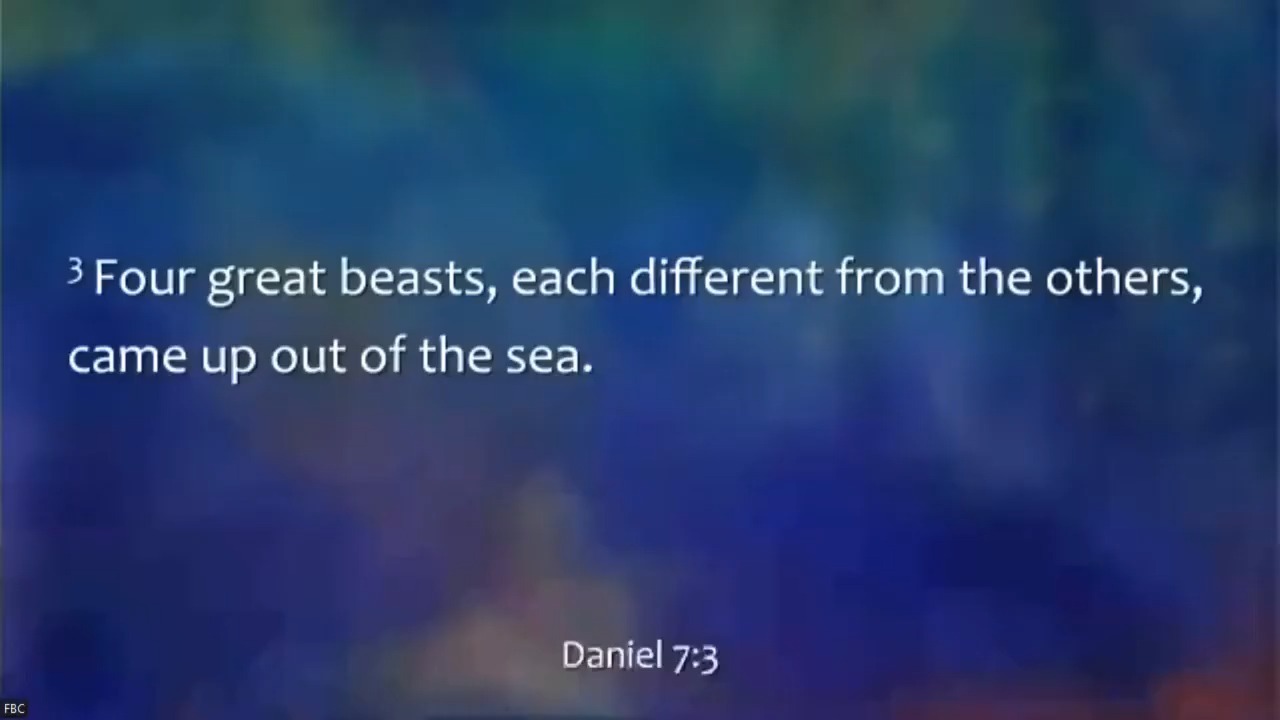 3 Four great beasts, each different from the others,
came up out of the sea.
Daniel 7:3
FBC